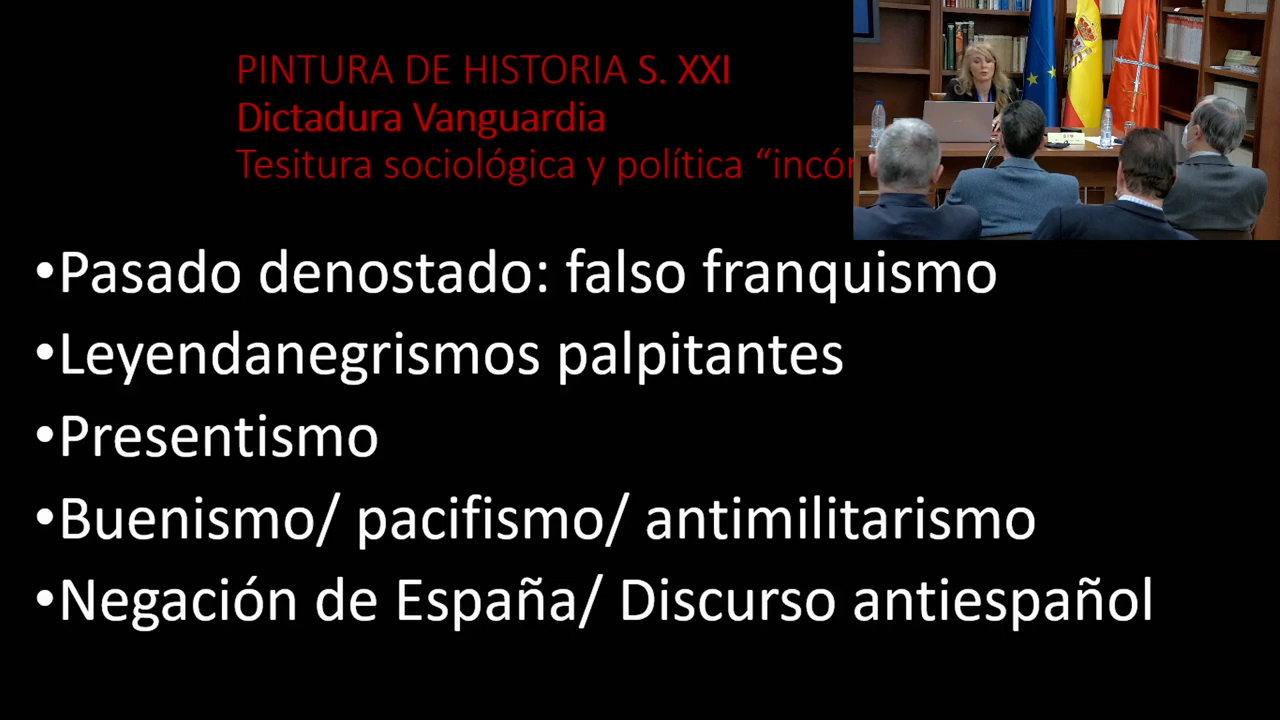 PINTURA DE HISTORIA S. XXI
Dictadura Vanguardia
Tesitura sociológica y política
•Pasado denostado: falso franquismo
•Leyendanegrismos palpitantes
•Presentismo
•Buenismo/ pacifismo/ antimilitarismo
•Negación de España/ Discurso antiespañol